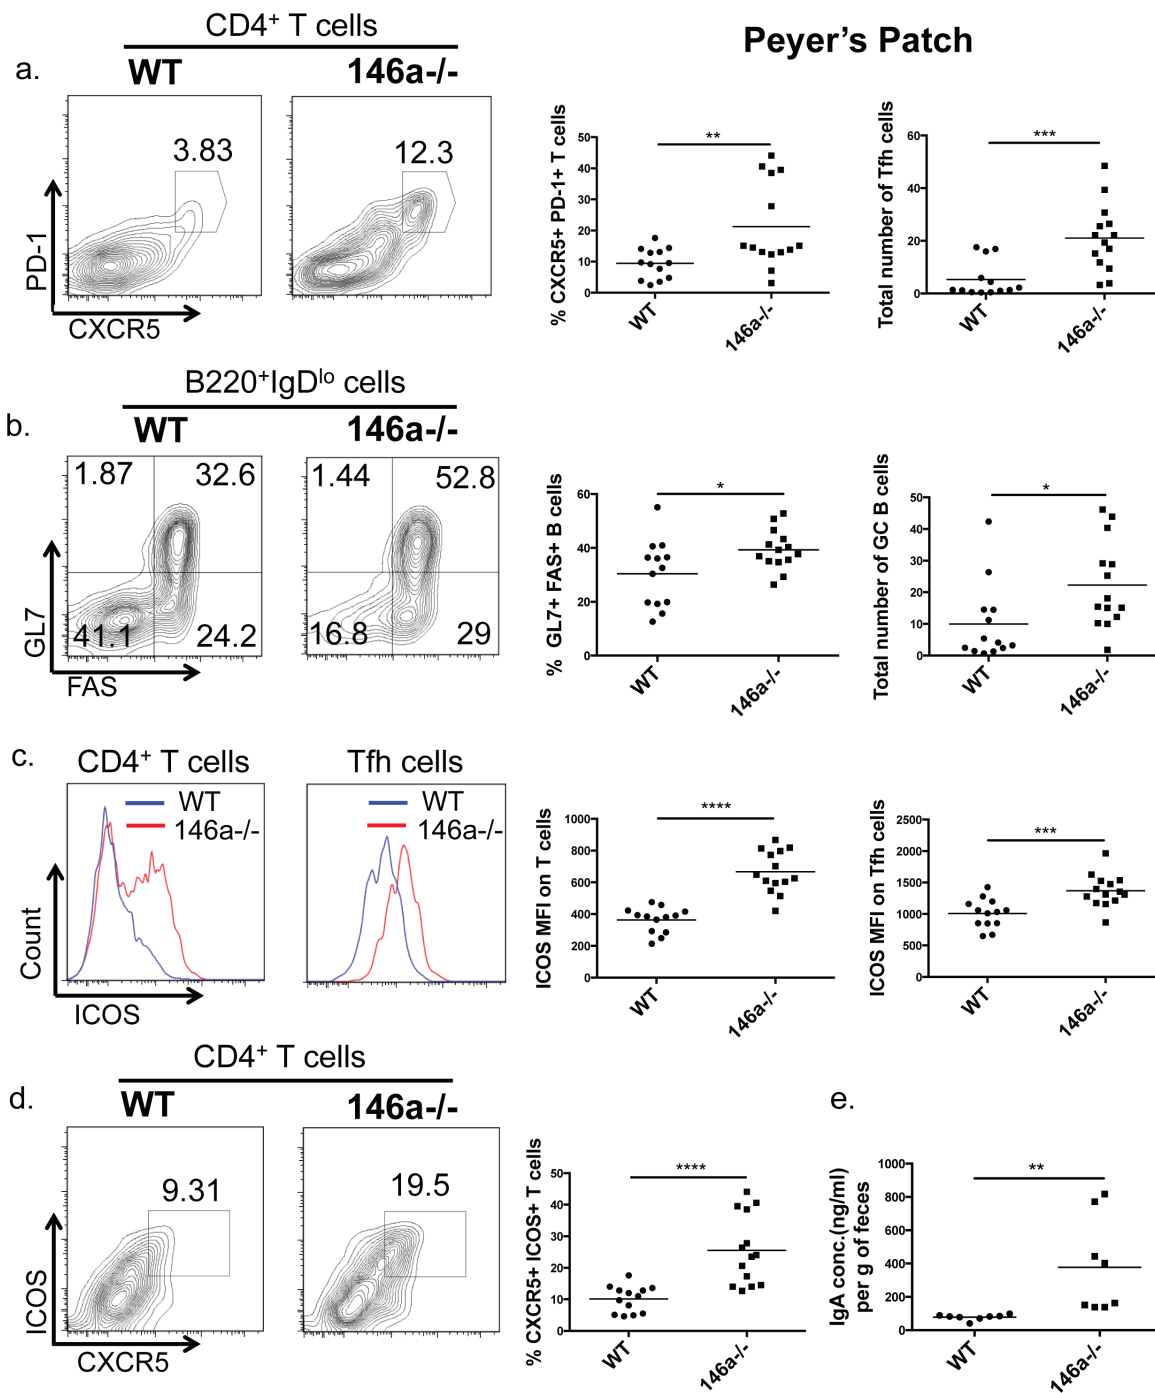 CD4⁺ T cells
Peyer's Patch
a.
WT
146a-/-
3.83
12.3
PD-1
CXCR5
% CXCR5+ PD-1+ T cells
50
40
30
20
10
0
**
WT
146a-/-
Total number of Tfh cells
60
40
20
0
***
WT
146a-/-
B220⁺IgDˡᵒ cells
b.
WT
146a-/-
1.87
32.6
41.1
24.2
1.44
52.8
16.8
29
GL7
FAS
% GL7+ FAS+ B cells
60
40
20
0
*
WT
146a-/-
Total number of GC B cells
50
40
30
20
10
0
*
WT
146a-/-
c.
CD4⁺ T cells
WT
146a-/-
Tfh cells
WT
146a-/-
Count
ICOS
ICOS MFI on T cells
1000
800
600
400
200
0
****
WT
146a-/-
ICOS MFI on Tfh cells
2500
2000
1500
1000
500
0
***
WT
146a-/-
CD4⁺ T cells
d.
WT
146a-/-
9.31
19.5
ICOS
CXCR5
% CXCR5+ ICOS+ T cells
50
40
30
20
10
0
****
WT
146a-/-
e.
IgA conc.(ng/ml)
per g of feces
1000
800
600
400
200
0
**
WT
146a-/-